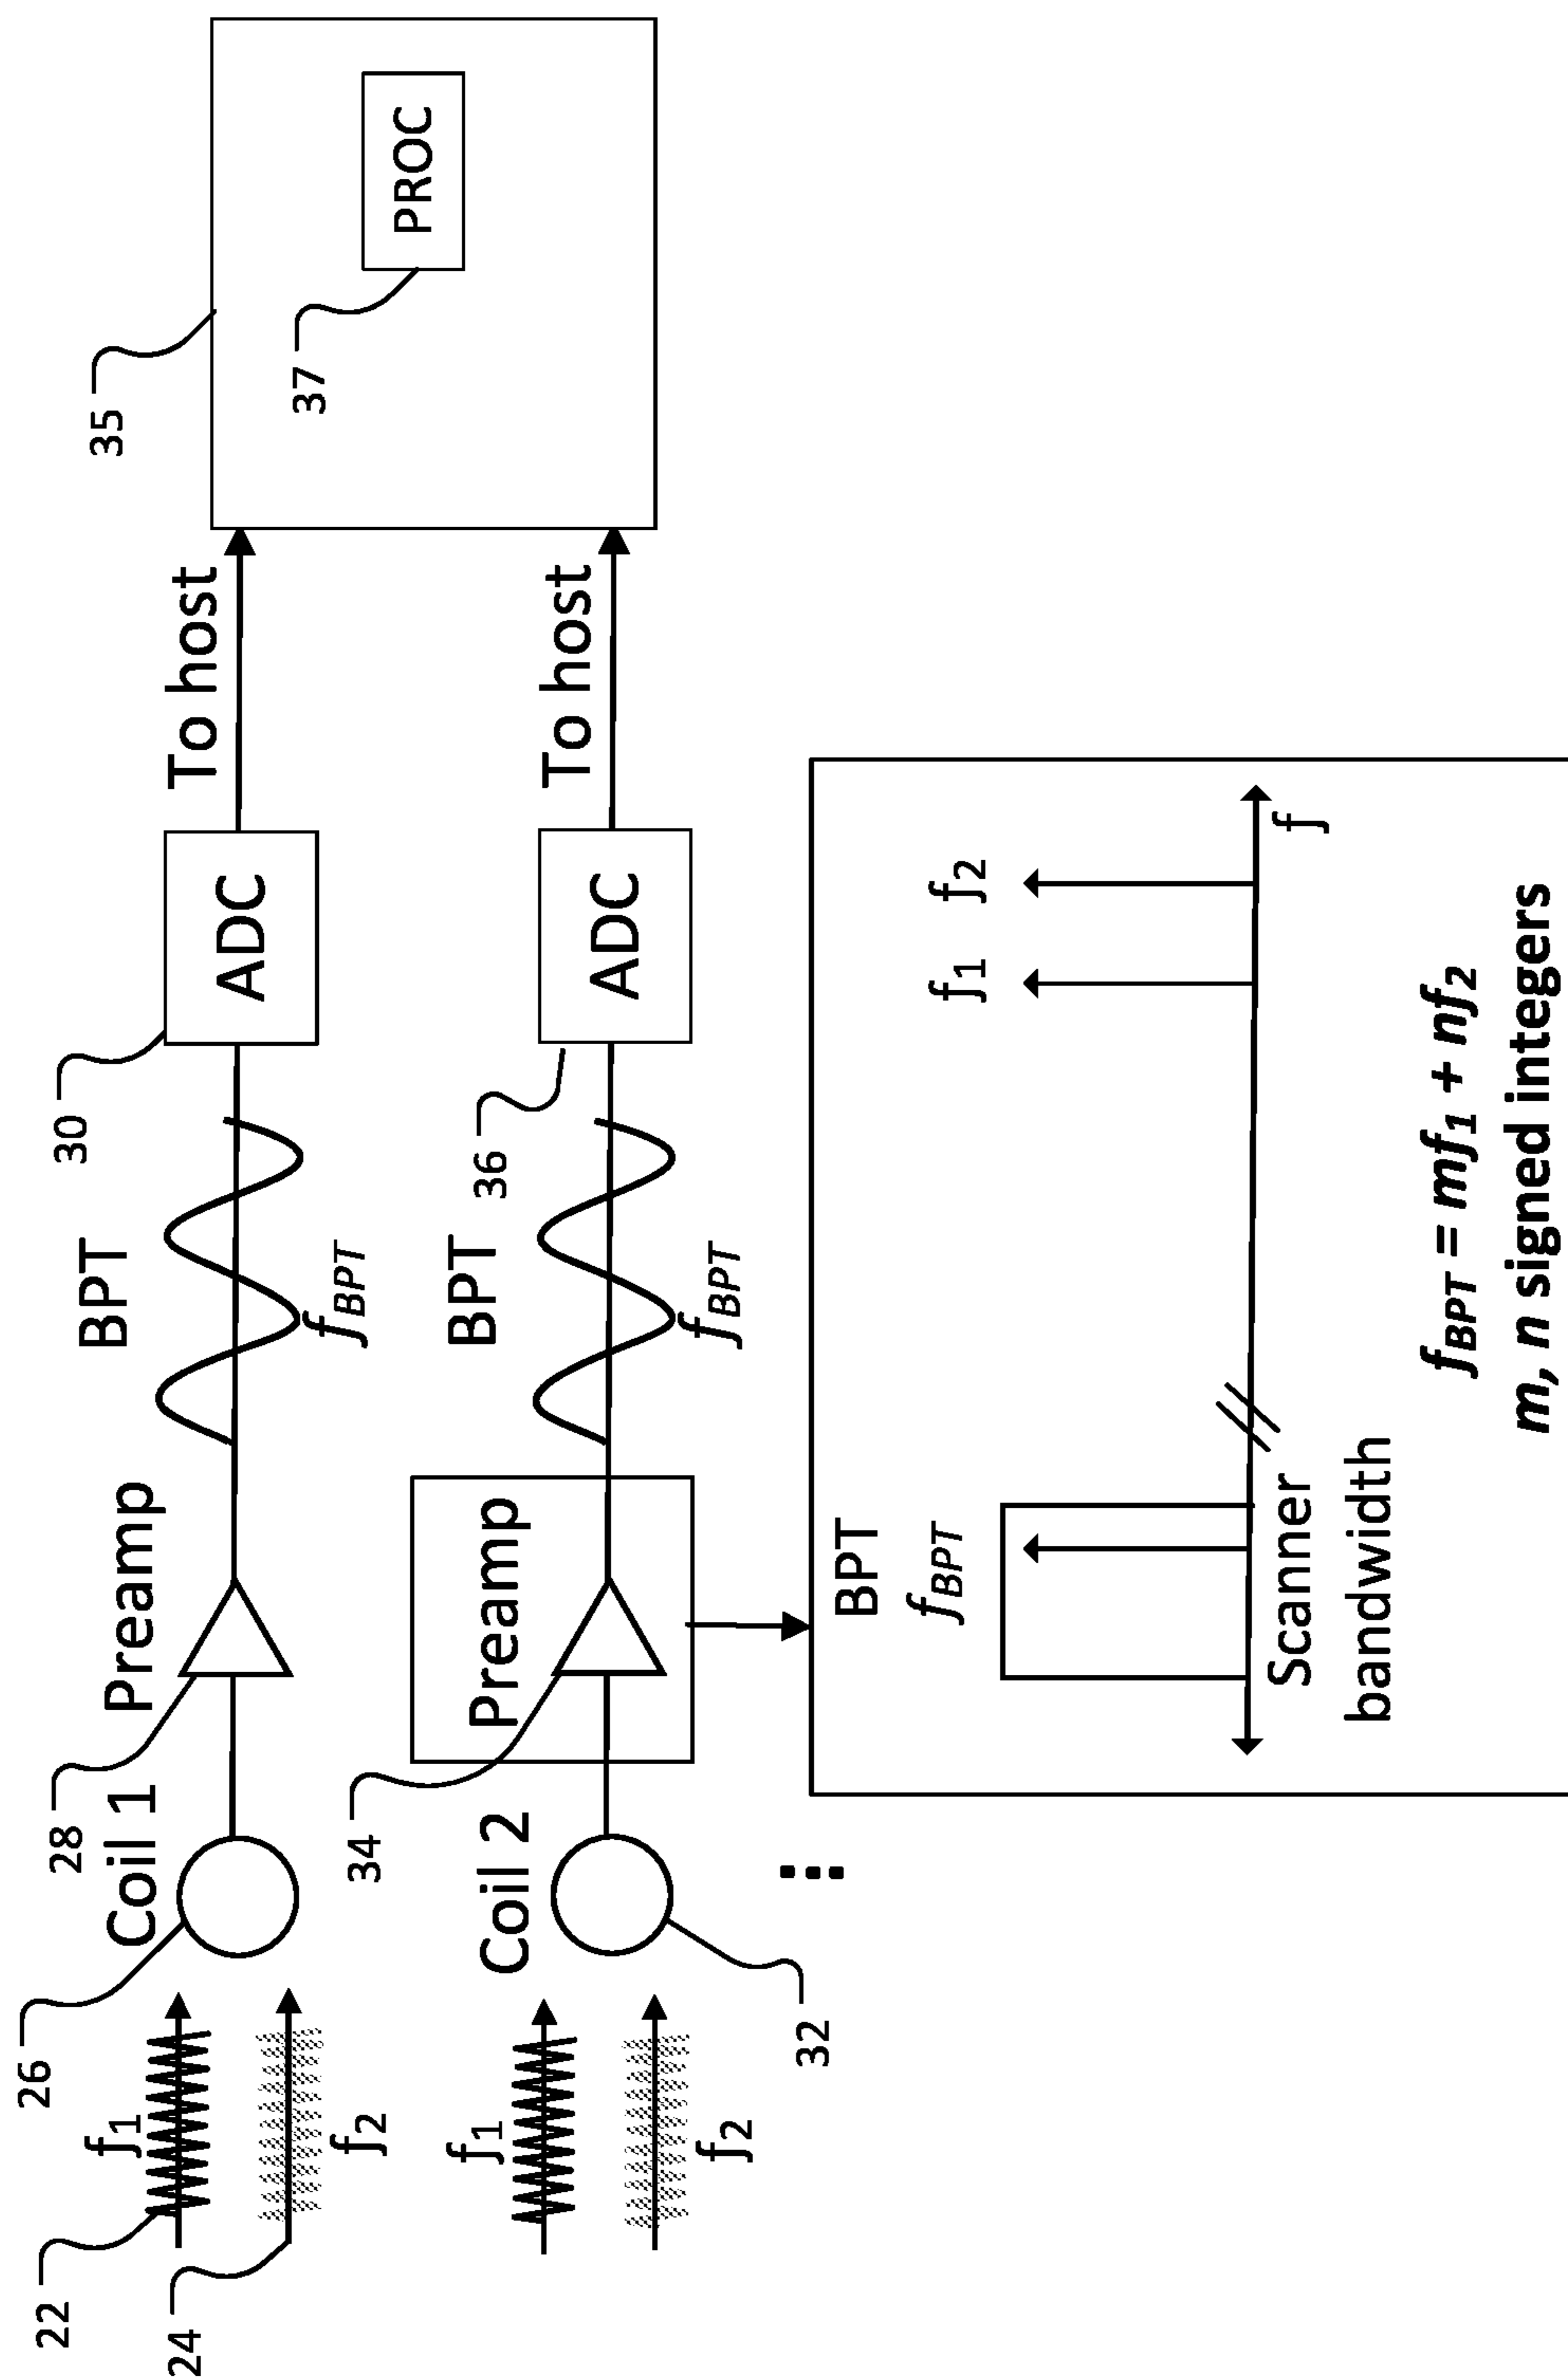 22
f1
24
f2
26
Coil 1
28
Preamp
BPT
fBPT
30
ADC
To host
35
37
PROC
f1
f2
Coil 2
32
34
Preamp
BPT
fBPT
36
ADC
To host
BPT
fBPT
Scanner
bandwidth
f1
f2
f
fBPT = mf1 + nf2
m, n signed integers